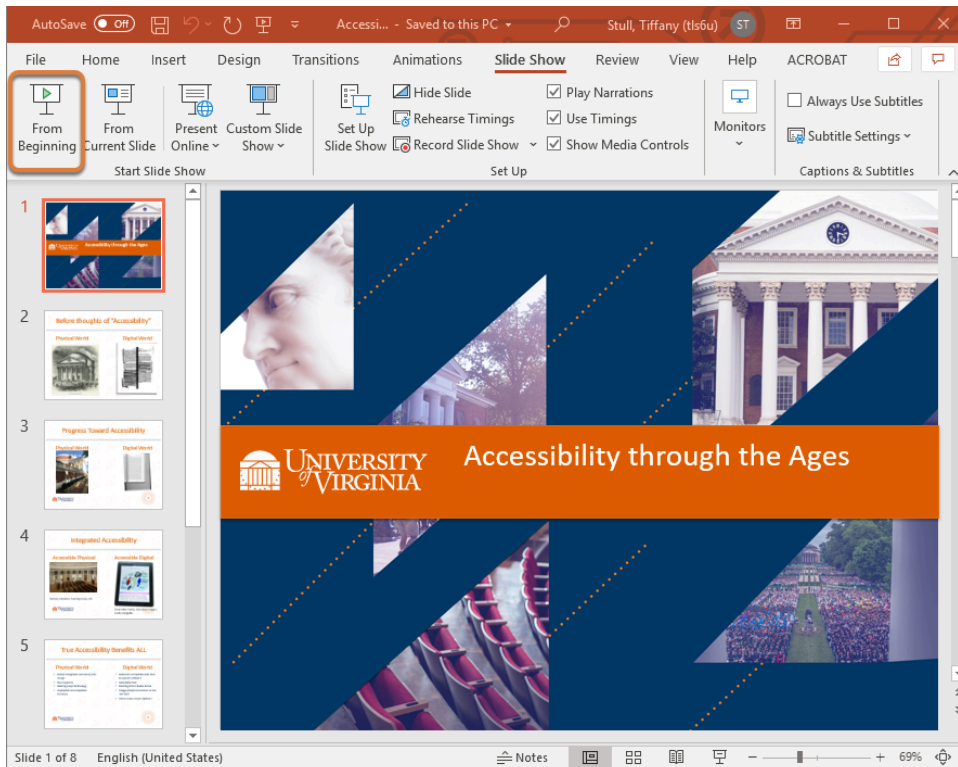 AutoSave Off Accessi... - Saved to this PC Stull, Tiffany (tls6u) ST
File Home Insert Design Transitions Animations Slide Show Review View Help ACROBAT
From Beginning
From Current Slide
Present Online
Custom Slide Show
Start Slide Show
Set Up Slide Show
Hide Slide
Rehearse Timings
Record Slide Show
Play Narrations
Use Timings
Show Media Controls
Set Up
Monitors
Always Use Subtitles
Subtitle Settings
Captions & Subtitles
1
Accessibility through the Ages
2
Before thoughts of "Accessibility"
Physical World Digital World
3
Progress Toward Accessibility
Physical World Digital World
4
Integrated Accessibility
Accessible Physical Accessible Digital
5
True Accessibility Benefits ALL
Physical World Digital World
UNIVERSITY
of VIRGINIA
Accessibility through the Ages
Slide 1 of 8 English (United States) Notes 69%